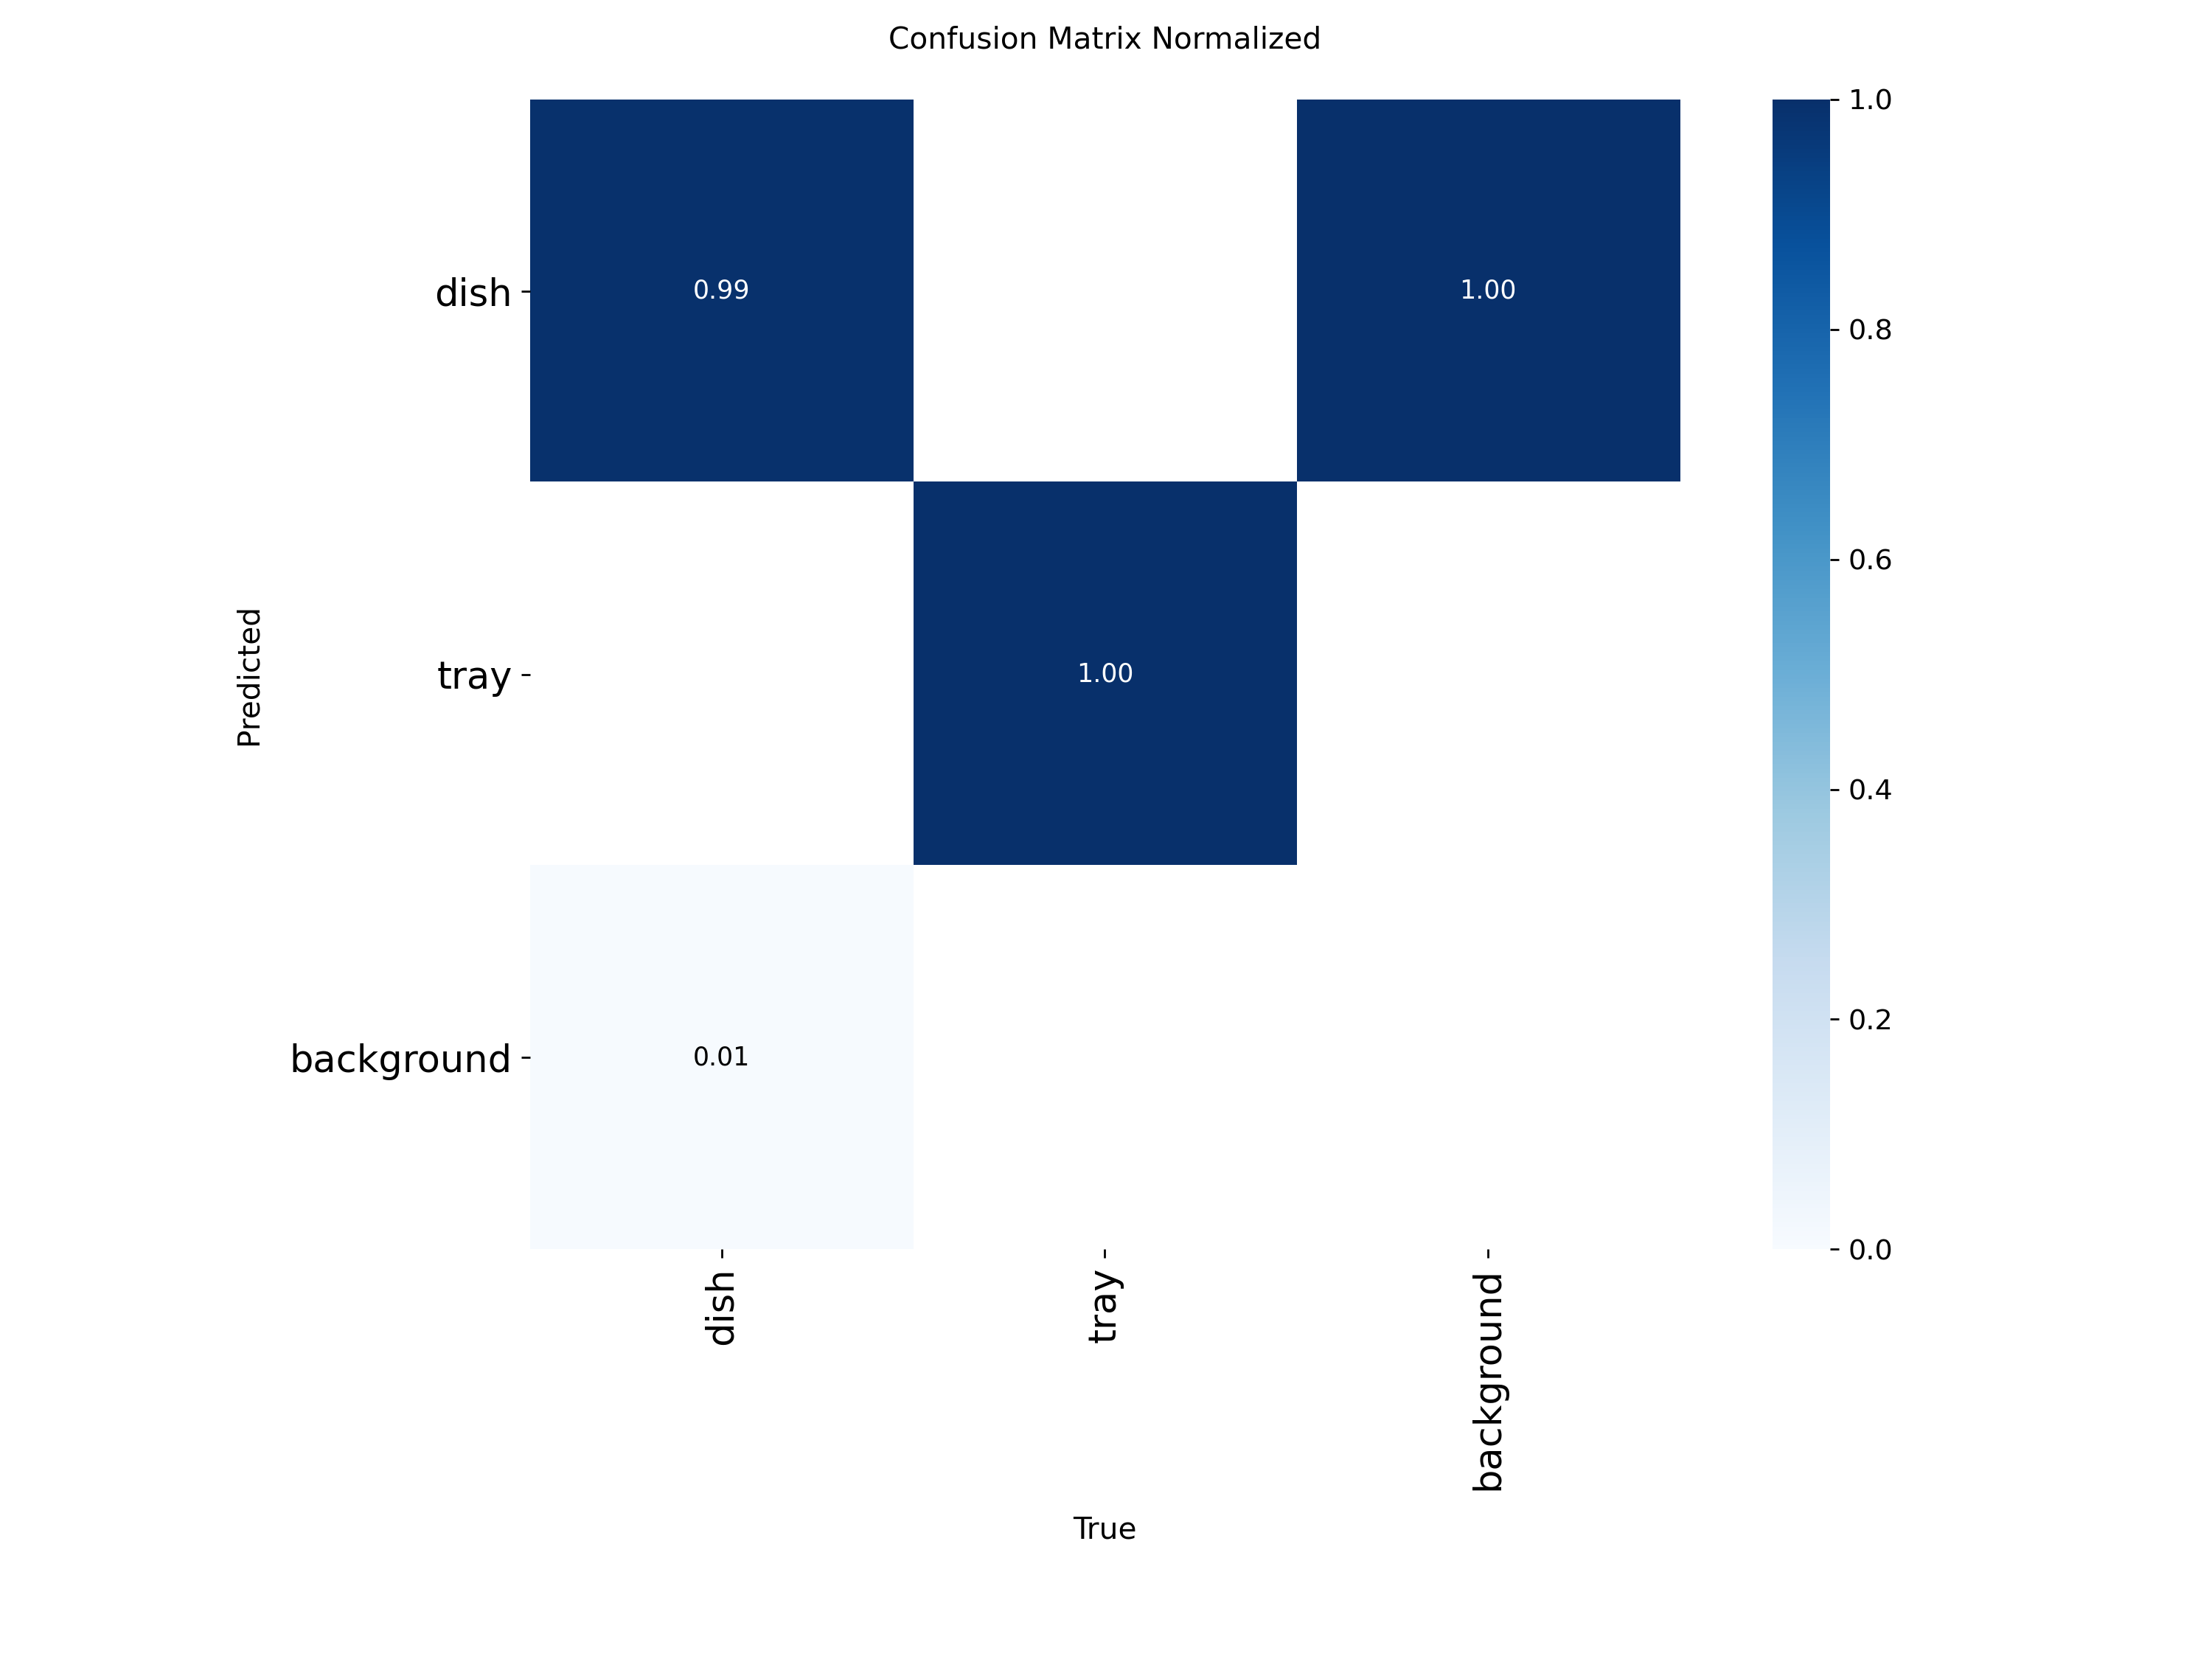 Confusion Matrix Normalized
1.0
dish
0.99
1.00
0.8
0.6
Predicted
tray
1.00
0.4
background
0.01
0.2
0.0
dish
tray
background
True